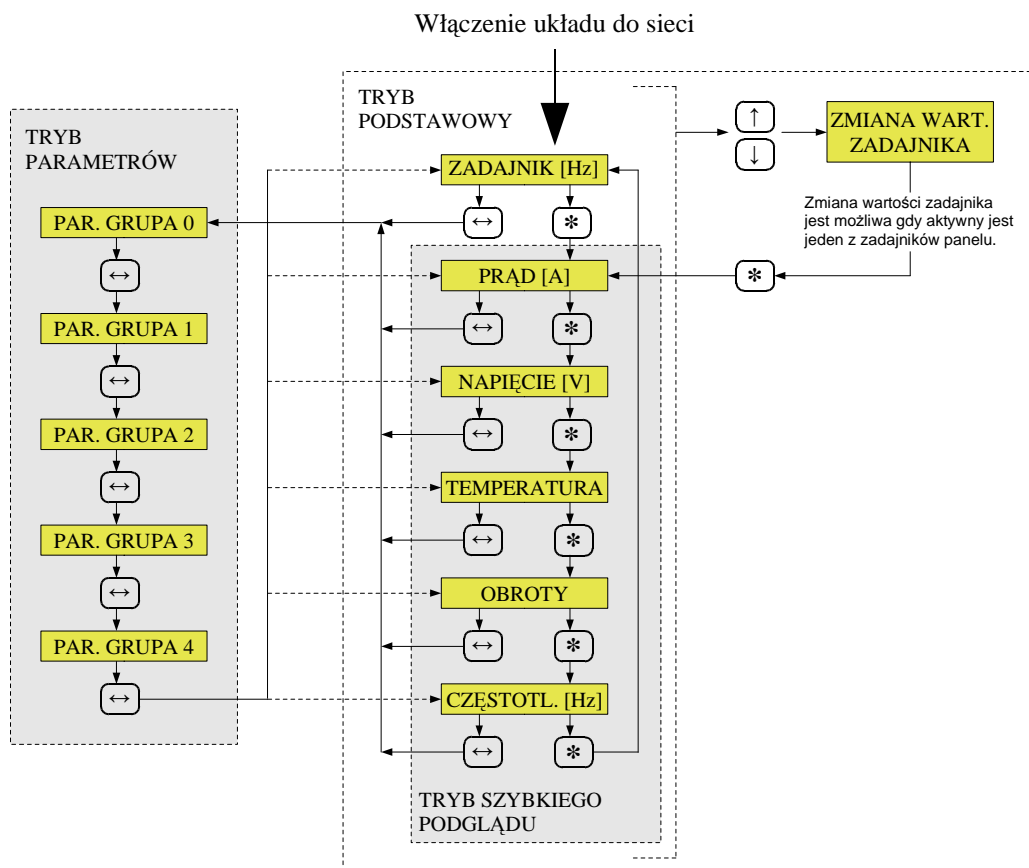 Włączenie układu do sieci
TRYB
PARAMETRÓW
PAR. GRUPA 0
↔
PAR. GRUPA 1
↔
PAR. GRUPA 2
↔
PAR. GRUPA 3
↔
PAR. GRUPA 4
↔
TRYB
PODSTAWOWY
ZADAJNIK [Hz]
↔ *
PRĄD [A]
↔ *
NAPIĘCIE [V]
↔ *
TEMPERATURA
↔ *
OBROTY
↔ *
CZĘSTOTL. [Hz]
↔ *
TRYB SZYBKIEGO
PODGLĄDU
↑
↓
ZMIANA WART.
ZADAJNIKA
Zmiana wartości zadajnika
jest możliwa gdy aktywny jest
jeden z zadajników panelu.
*